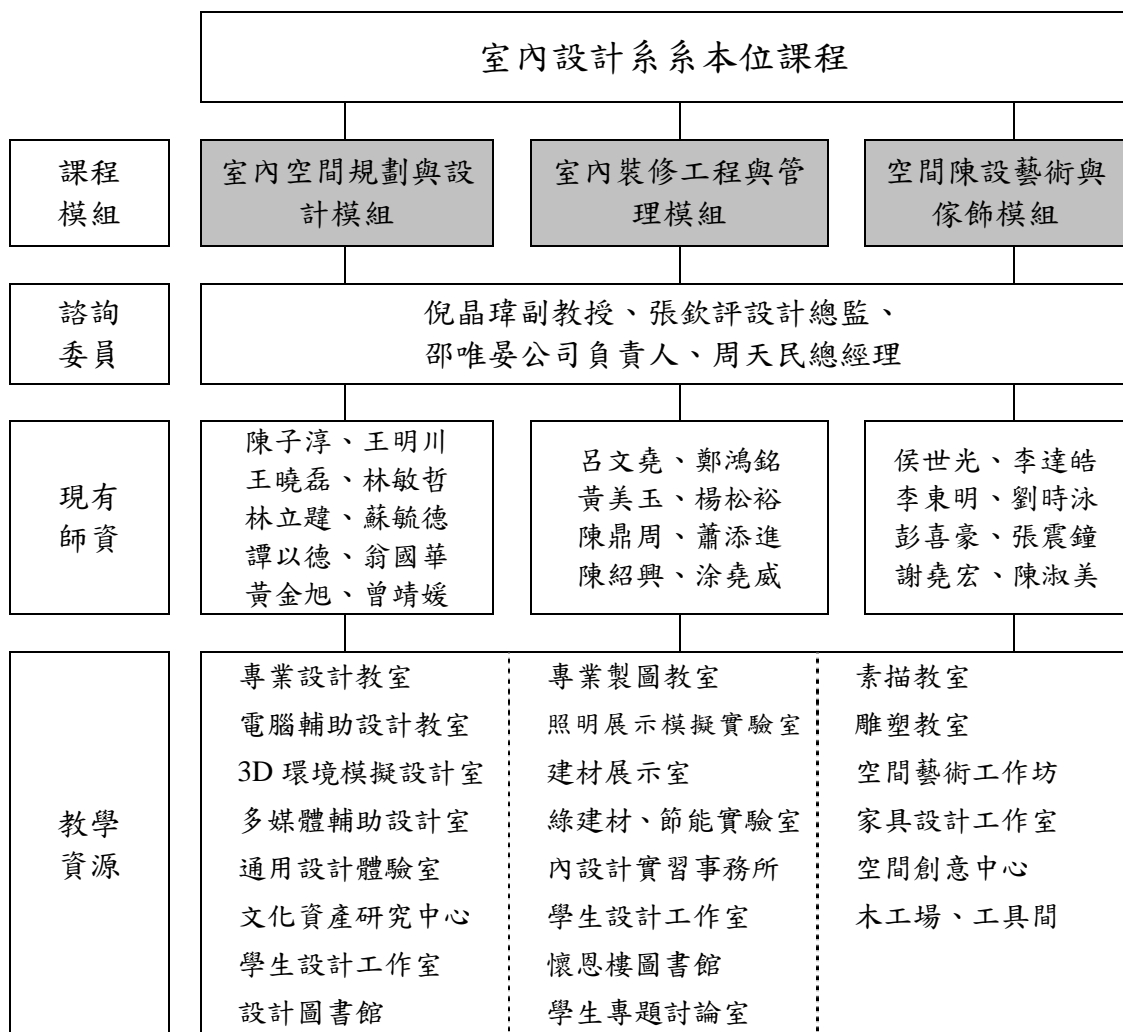 室內設計系系本位課程
課程
模組
室內空間規劃與設
計模組
室內裝修工程與管
理模組
空間陳設藝術與
傢飾模組
諮詢
委員
倪晶瑋副教授、張欽評設計總監、
邵唯晏公司負責人、周天民總經理
現有
師資
陳子淳、王明川
王曉磊、林敏哲
林立韙、蘇毓德
譚以德、翁國華
黃金旭、曾靖媛
呂文堯、鄭鴻銘
黃美玉、楊松裕
陳鼎周、蕭添進
陳紹興、涂堯威
侯世光、李達皓
李東明、劉時泳
彭喜豪、張震鐘
謝堯宏、陳淑美
教學
資源
專業設計教室
電腦輔助設計教室
3D 環境模擬設計室
多媒體輔助設計室
通用設計體驗室
文化資產研究中心
學生設計工作室
設計圖書館
專業製圖教室
照明展示模擬實驗室
建材展示室
綠建材、節能實驗室
內設計實習事務所
學生設計工作室
懷恩樓圖書館
學生專題討論室
素描教室
雕塑教室
空間藝術工作坊
家具設計工作室
空間創意中心
木工場、工具間